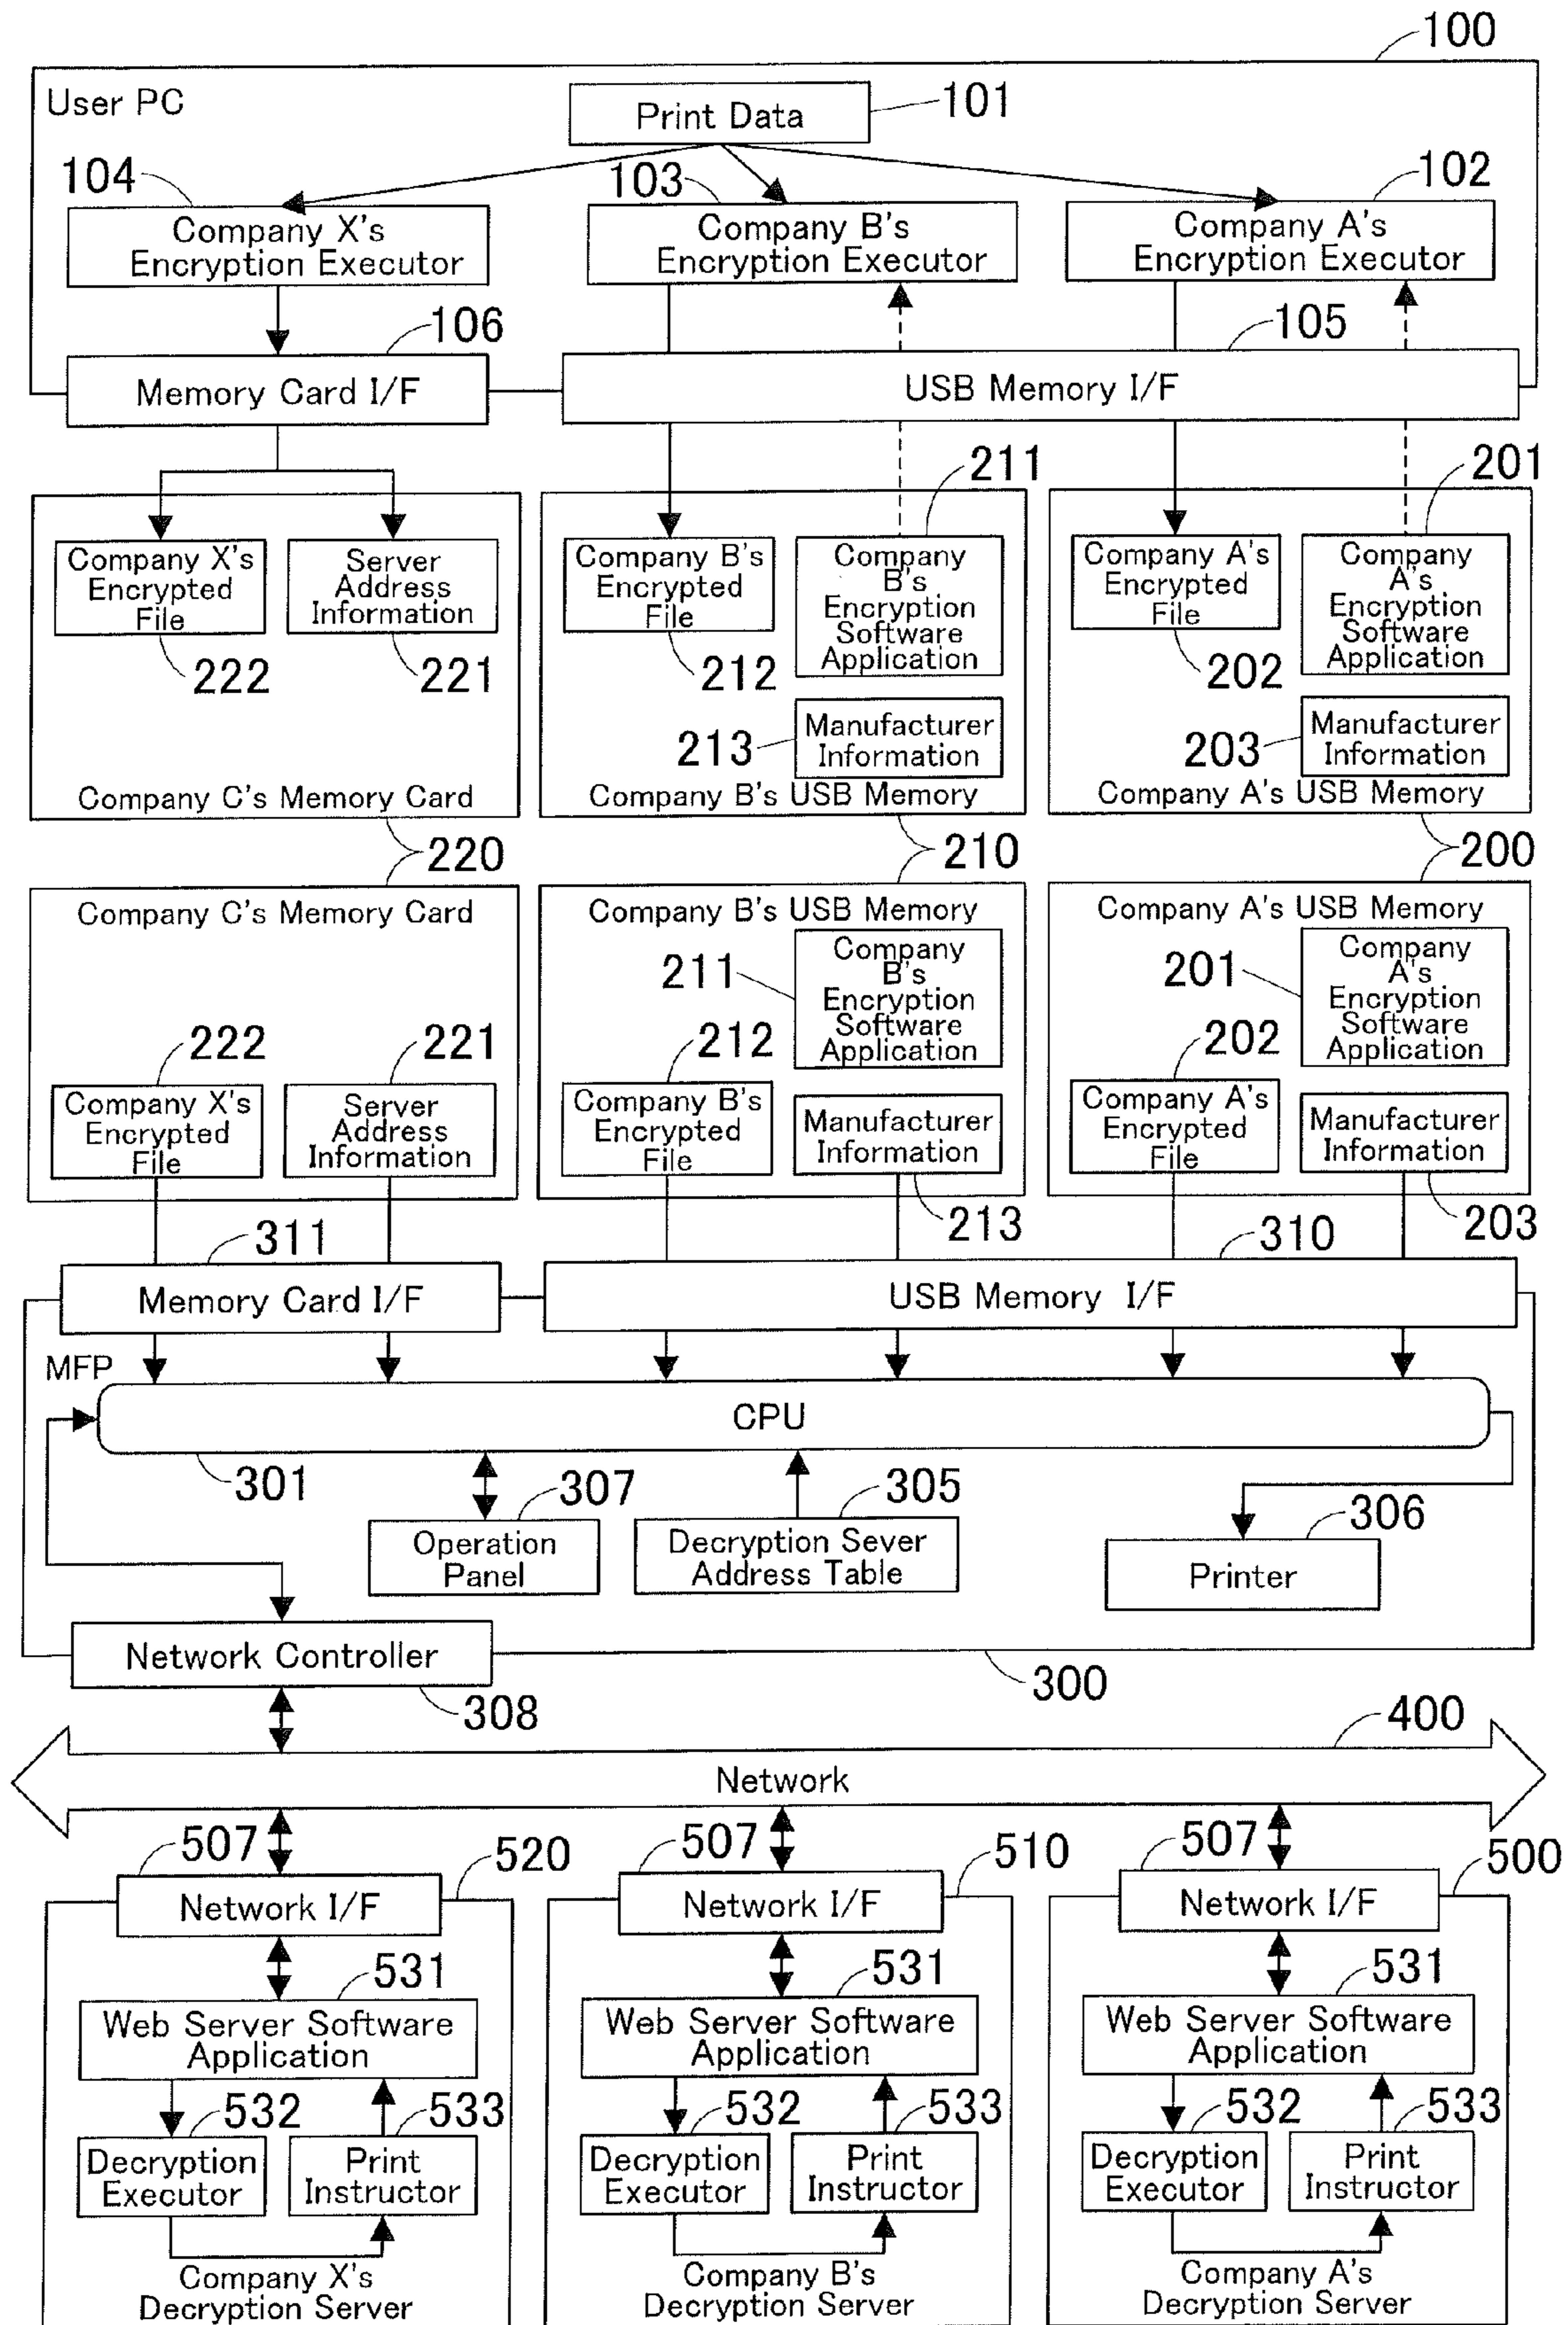 100
User PC
Print Data
101
104
103
102
Company X's
Encryption Executor
Company B's
Encryption Executor
Company A's
Encryption Executor
106
105
Memory Card I/F
USB Memory I/F
211
201
Company X's
Encrypted
File
Server
Address
Information
Company B's
Encrypted
File
Company
B's
Encryption
Software
Application
Company A's
Encrypted
File
Company
A's
Encryption
Software
Application
222
221
212
202
213
Manufacturer
Information
203
Manufacturer
Information
Company C's Memory Card
Company B's USB Memory
Company A's USB Memory
220
210
200
Company C's Memory Card
Company B's USB Memory
Company A's USB Memory
211
Company
B's
Encryption
Software
Application
201
Company
A's
Encryption
Software
Application
222
221
212
202
Company X's
Encrypted
File
Server
Address
Information
Company B's
Encrypted
File
Manufacturer
Information
Company A's
Encrypted
File
Manufacturer
Information
213
203
311
310
Memory Card I/F
USB Memory I/F
MFP
CPU
301
307
305
306
Operation
Panel
Decryption Sever
Address Table
Printer
Network Controller
308
300
400
Network
507
520
507
510
507
500
Network I/F
Network I/F
Network I/F
531
531
531
Web Server Software
Application
Web Server Software
Application
Web Server Software
Application
532
533
532
533
532
533
Decryption
Executor
Print
Instructor
Decryption
Executor
Print
Instructor
Decryption
Executor
Print
Instructor
Company X's
Decryption Server
Company B's
Decryption Server
Company A's
Decryption Server